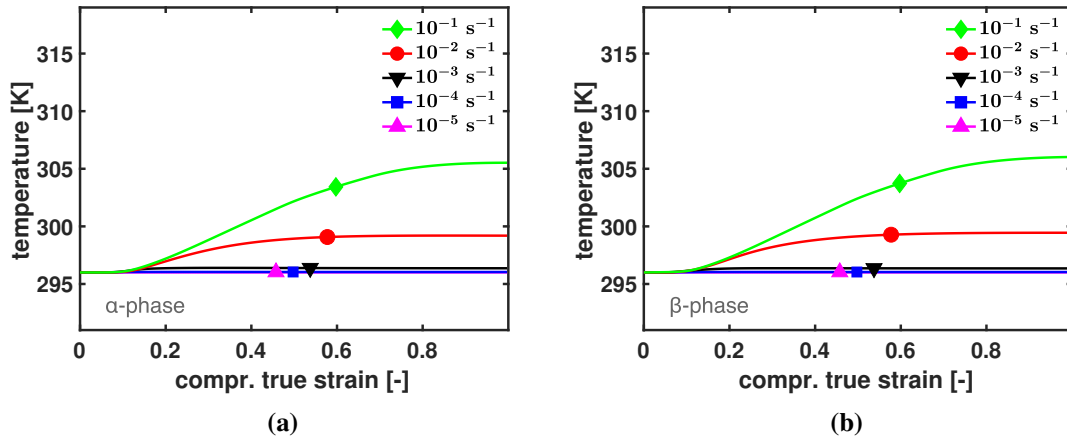 temperature [K]
315
310
305
300
295
0
0.2
0.4
0.6
0.8
compr. true strain [-]
10⁻¹ s⁻¹
10⁻² s⁻¹
10⁻³ s⁻¹
10⁻⁴ s⁻¹
10⁻⁵ s⁻¹
α-phase
(a)
temperature [K]
315
310
305
300
295
0
0.2
0.4
0.6
0.8
compr. true strain [-]
10⁻¹ s⁻¹
10⁻² s⁻¹
10⁻³ s⁻¹
10⁻⁴ s⁻¹
10⁻⁵ s⁻¹
β-phase
(b)